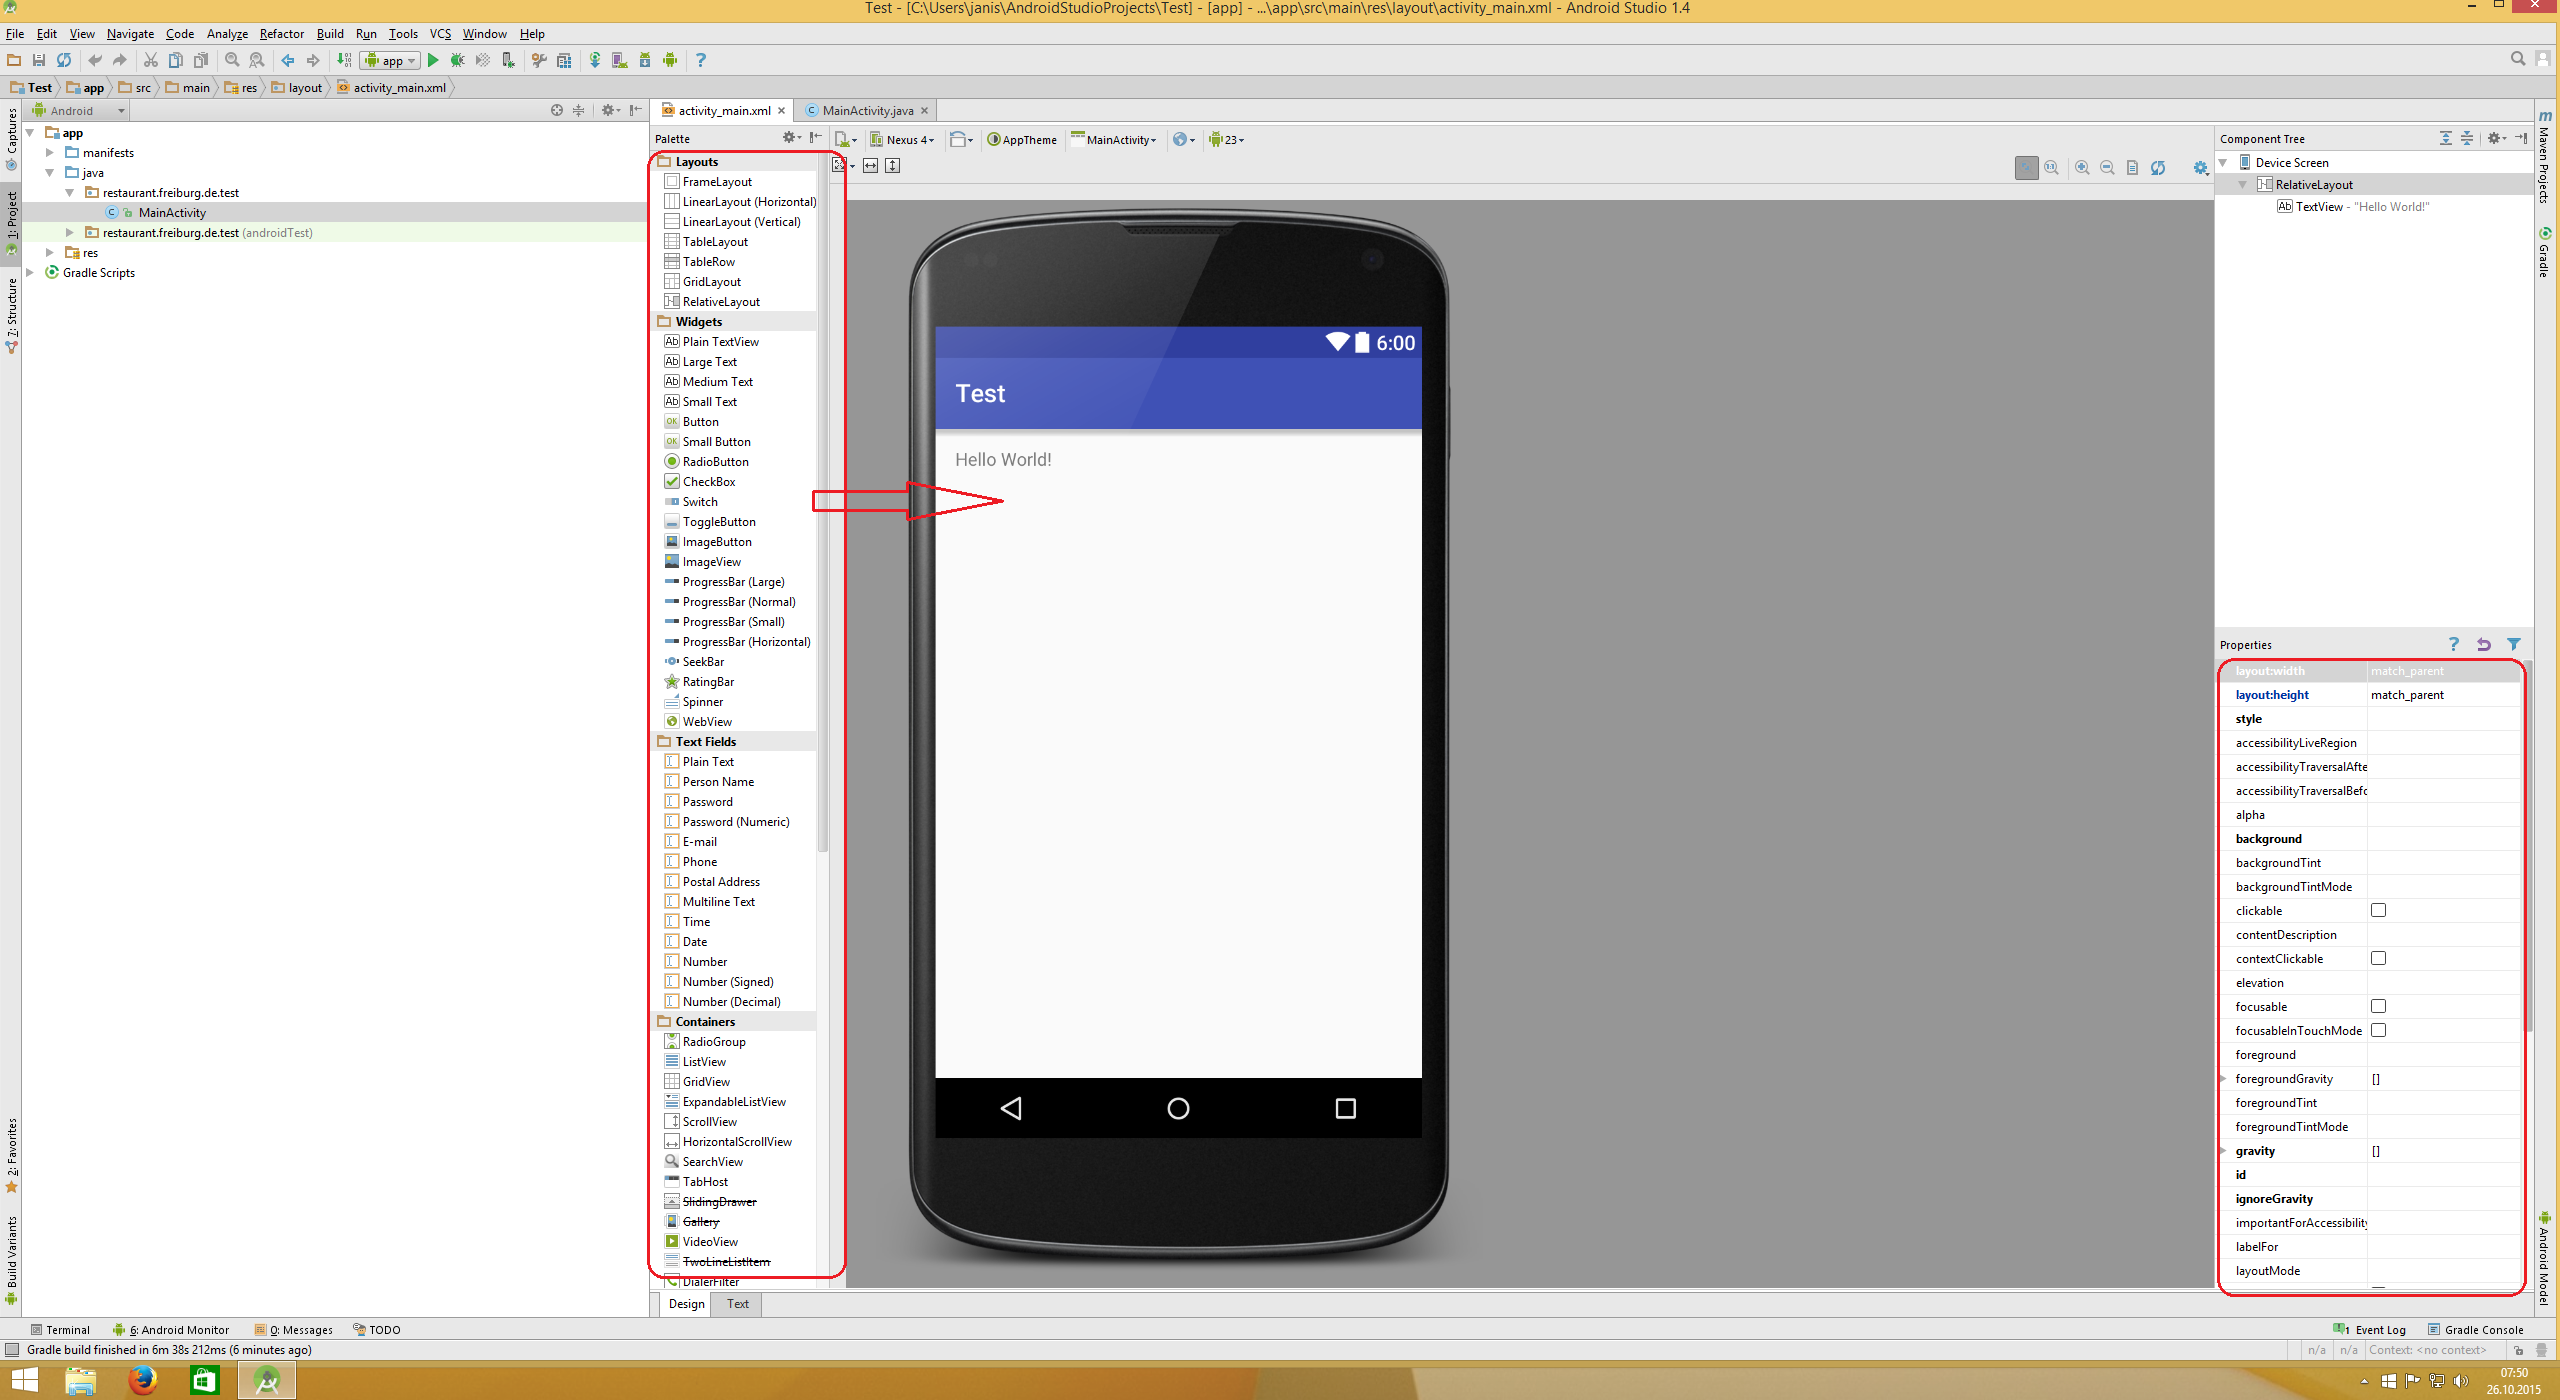 Test - [C:\Users\janis\AndroidStudioProjects\Test] - [app] - ...\app\src\main\res\layout\activity_main.xml - Android Studio 1.4
File Edit View Navigate Code Analyze Refactor Build Run Tools VCS Window Help
app
Test app src main res layout activity_main.xml
Captures
1: Project
7: Structure
2: Favorites
Build Variants
Android
app
manifests
java
restaurant.freiburg.de.test
MainActivity
restaurant.freiburg.de.test (androidTest)
res
Gradle Scripts
activity_main.xml MainActivity.java
Palette
Nexus 4 AppTheme MainActivity 23
Layouts
FrameLayout
LinearLayout (Horizontal)
LinearLayout (Vertical)
TableLayout
TableRow
GridLayout
RelativeLayout
Widgets
Ab Plain TextView
Ab Large Text
Ab Medium Text
Ab Small Text
OK Button
OK Small Button
RadioButton
CheckBox
Switch
ToggleButton
ImageButton
ImageView
ProgressBar (Large)
ProgressBar (Normal)
ProgressBar (Small)
ProgressBar (Horizontal)
SeekBar
RatingBar
Spinner
WebView
Text Fields
Plain Text
Person Name
Password
Password (Numeric)
E-mail
Phone
Postal Address
Multiline Text
Time
Date
Number
Number (Signed)
Number (Decimal)
Containers
RadioGroup
ListView
GridView
ExpandableListView
ScrollView
HorizontalScrollView
SearchView
TabHost
SlidingDrawer
Gallery
VideoView
TwoLineListItem
DialerFilter
Design Text
6:00
Test
Hello World!
Component Tree
Device Screen
RelativeLayout
Ab TextView - "Hello World!"
Properties
layout:width match_parent
layout:height match_parent
style
accessibilityLiveRegion
accessibilityTraversalAfte
accessibilityTraversalBefo
alpha
background
backgroundTint
backgroundTintMode
clickable
contentDescription
contextClickable
elevation
focusable
focusableInTouchMode
foreground
foregroundGravity []
foregroundTint
foregroundTintMode
gravity []
id
ignoreGravity
importantForAccessibility
labelFor
layoutMode
m Maven Projects
Gradle
Android Model
Terminal 6: Android Monitor 0: Messages TODO
1 Event Log Gradle Console
Gradle build finished in 6m 38s 212ms (6 minutes ago)
n/a n/a Context: <no context>
07:50
26.10.2015